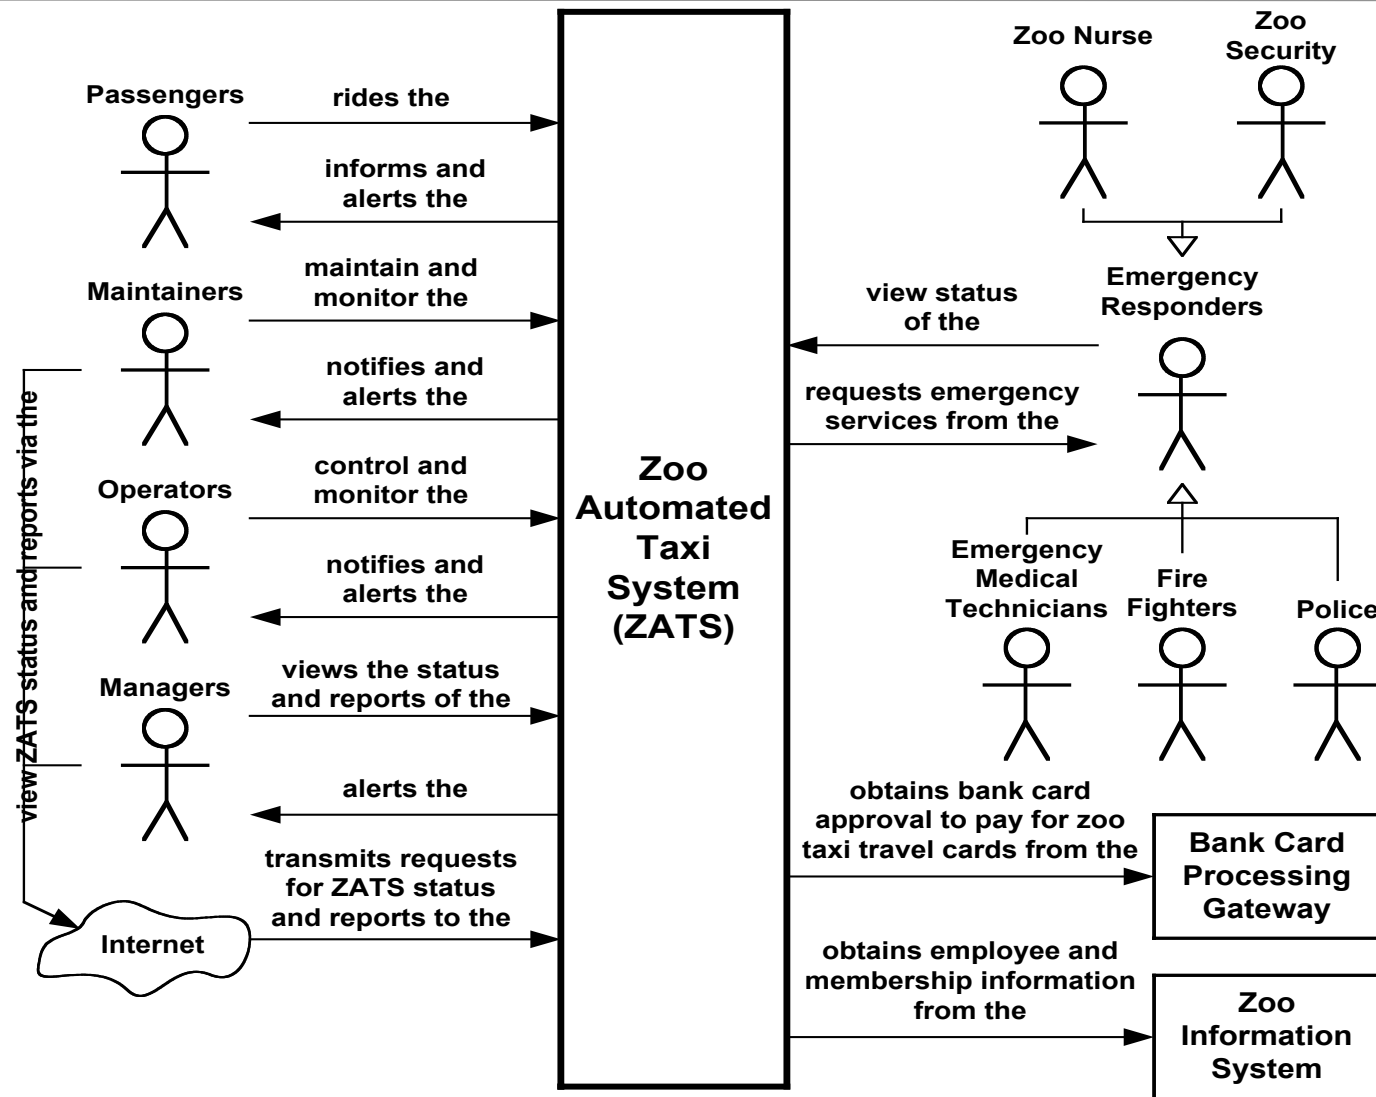 Passengers
rides the
informs and
alerts the
Maintainers
maintain and
monitor the
notifies and
alerts the
Operators
control and
monitor the
notifies and
alerts the
Managers
views the status
and reports of the
alerts the
view ZATS status and reports via the
Internet
transmits requests
for ZATS status
and reports to the
Zoo
Automated
Taxi
System
(ZATS)
Zoo Nurse
Zoo
Security
Emergency
Responders
view status
of the
requests emergency
services from the
Emergency
Medical
Technicians
Fire
Fighters
Police
obtains bank card
approval to pay for zoo
taxi travel cards from the
Bank Card
Processing
Gateway
obtains employee and
membership information
from the
Zoo
Information
System